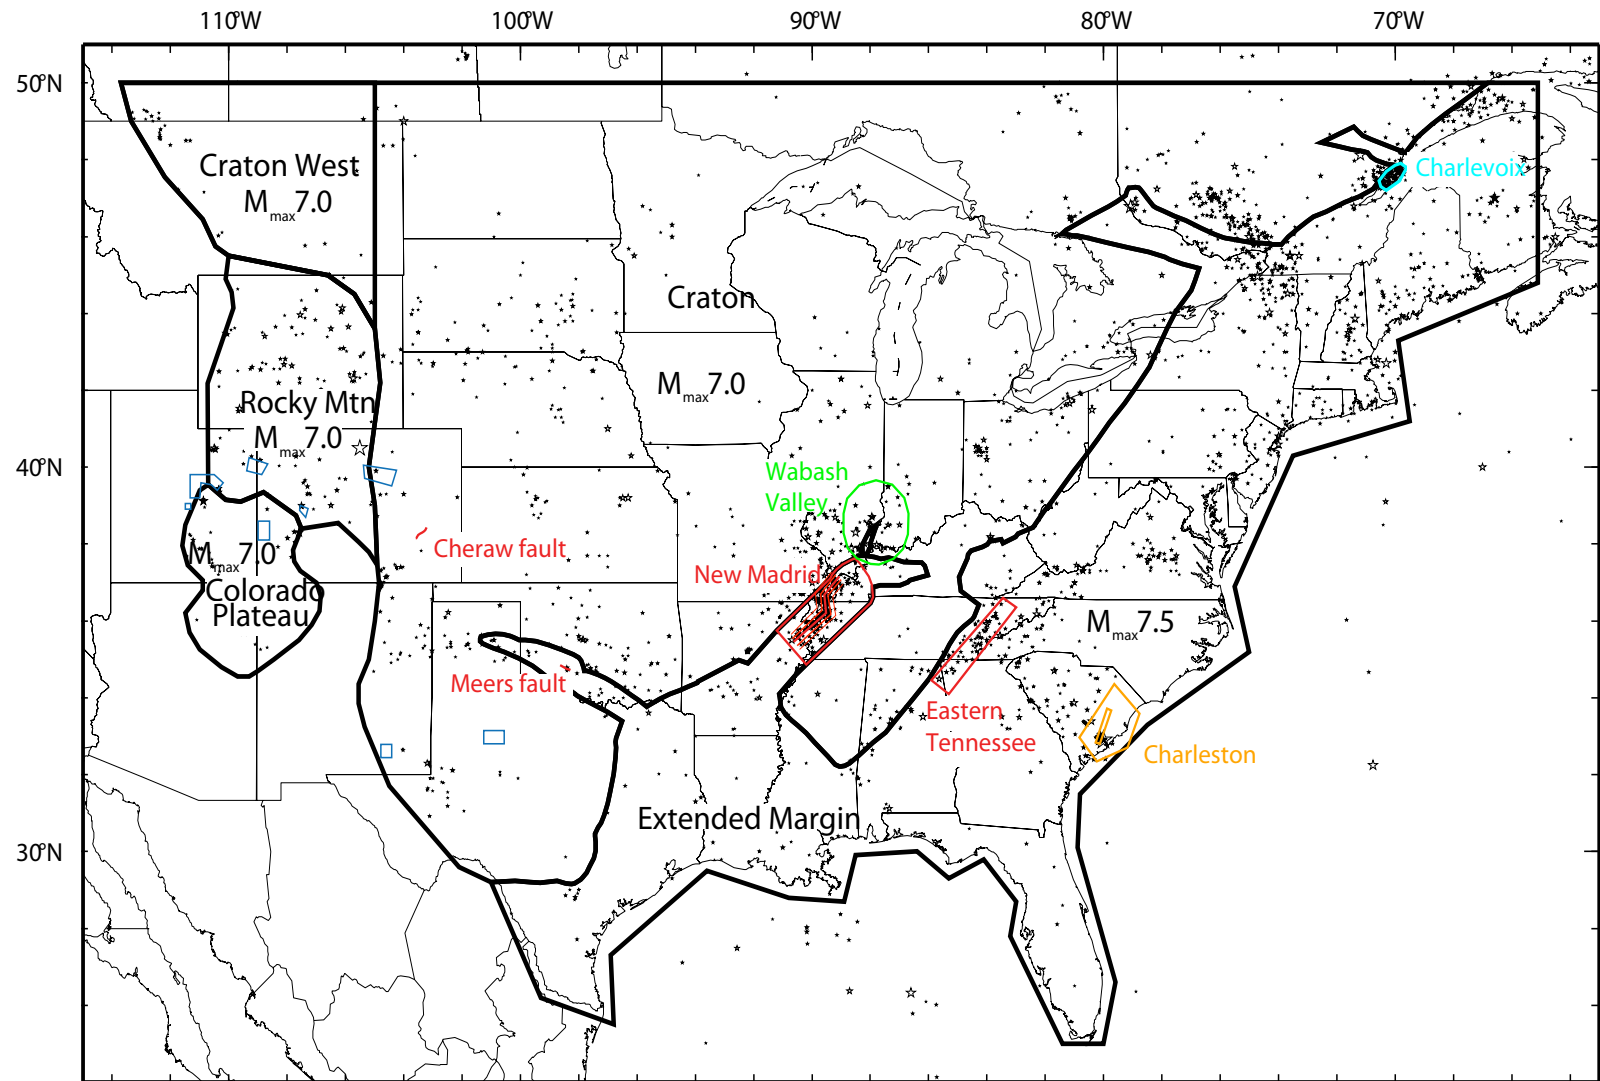 110°W
100°W
90°W
80°W
70°W
50°N
40°N
30°N
Craton West
Mmax7.0
Charlevoix
Craton
Mmax7.0
Rocky Mtn
Mmax7.0
Wabash
Valley
Cheraw fault
Mmax7.0
Colorado
Plateau
New Madrid
Mmax7.5
Meers fault
Eastern
Tennessee
Charleston
Extended Margin